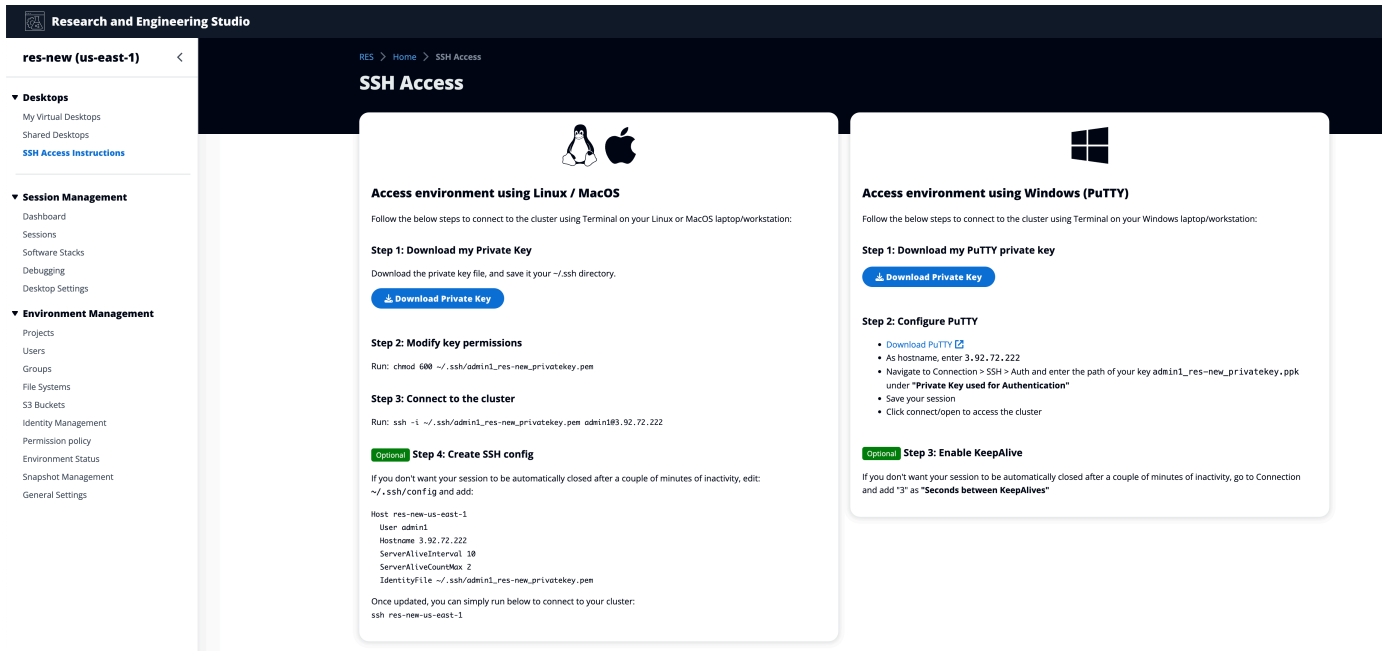 Research and Engineering Studio
res-new (us-east-1)
Desktops
My Virtual Desktops
Shared Desktops
SSH Access Instructions
Session Management
Dashboard
Sessions
Software Stacks
Debugging
Desktop Settings
Environment Management
Projects
Users
Groups
File Systems
S3 Buckets
Identity Management
Permission policy
Environment Status
Snapshot Management
General Settings
RES > Home > SSH Access
SSH Access
Access environment using Linux / MacOS
Follow the below steps to connect to the cluster using Terminal on your Linux or MacOS laptop/workstation:
Step 1: Download my Private Key
Download the private key file, and save it your ~/.ssh directory.
Download Private Key
Step 2: Modify key permissions
Run: chmod 600 ~/.ssh/admin1_res-new_privatekey.pem
Step 3: Connect to the cluster
Run: ssh -i ~/.ssh/admin1_res-new_privatekey.pem admin1@3.92.72.222
Optional Step 4: Create SSH config
If you don't want your session to be automatically closed after a couple of minutes of inactivity, edit:
~/.ssh/config and add:
Host res-new-us-east-1
User admin1
Hostname 3.92.72.222
ServerAliveInterval 10
ServerAliveCountMax 2
IdentityFile ~/.ssh/admin1_res-new_privatekey.pem
Once updated, you can simply run below to connect to your cluster:
ssh res-new-us-east-1
Access environment using Windows (PuTTY)
Follow the below steps to connect to the cluster using Terminal on your Windows laptop/workstation:
Step 1: Download my PuTTY private key
Download Private Key
Step 2: Configure PuTTY
• Download PuTTY
• As hostname, enter 3.92.72.222
• Navigate to Connection > SSH > Auth and enter the path of your key admin1_res-new_privatekey.ppk
under "Private Key used for Authentication"
• Save your session
• Click connect/open to access the cluster
Optional Step 3: Enable KeepAlive
If you don't want your session to be automatically closed after a couple of minutes of inactivity, go to Connection
and add "3" as "Seconds between KeepAlives"